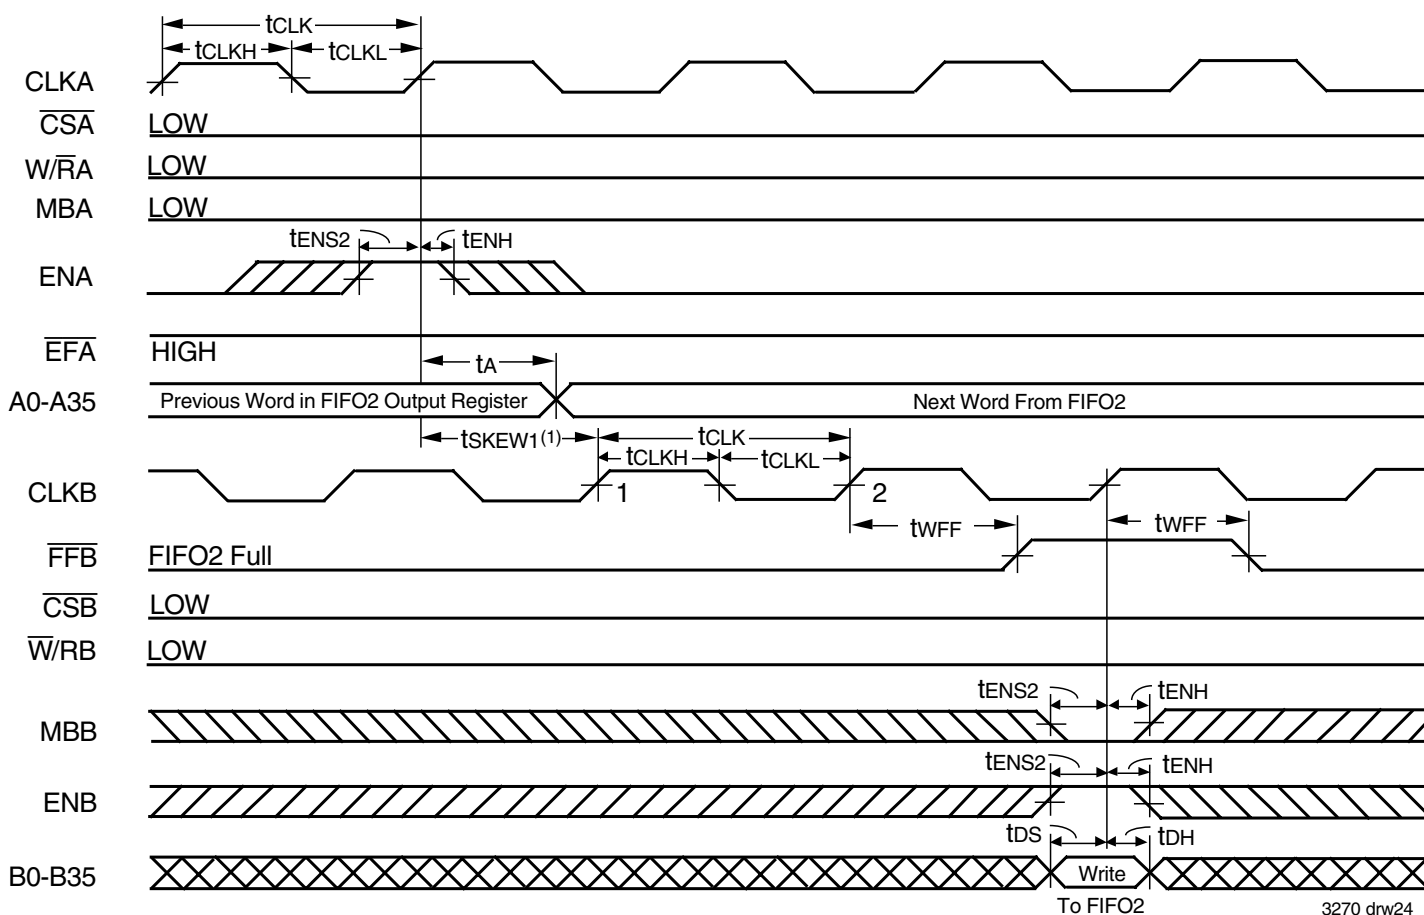 tCLK
tCLKH tCLKL
CLKA
CSA LOW
W/RA LOW
MBA LOW
tENS2 tENH
ENA
EFA HIGH
tA
A0-A35 Previous Word in FIFO2 Output Register Next Word From FIFO2
tSKEW1(1) tCLK
tCLKH tCLKL
CLKB 1 2
tWFF tWFF
FFB FIFO2 Full
CSB LOW
W/RB LOW
tENS2 tENH
MBB
tENS2 tENH
ENB
tDS tDH
B0-B35 Write
To FIFO2
3270 drw24